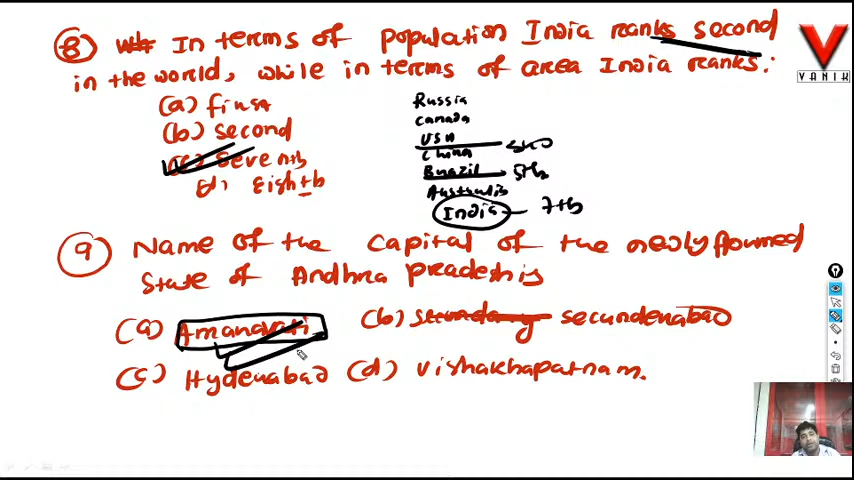 8 In terms of population India ranks second
VANIK
in the world, while in terms of area India ranks:
(a) first
(b) second
(c) Seventh
(d) Eighth
Russia
Canada
USA
China
Brazil 5th
Australia
India 7th
9 Name of the Capital of the newly formed
State of Andhra Pradesh is
(a) Amaravati (b) secunderabad
(c) Hyderabad (d) Vishakhapatnam.